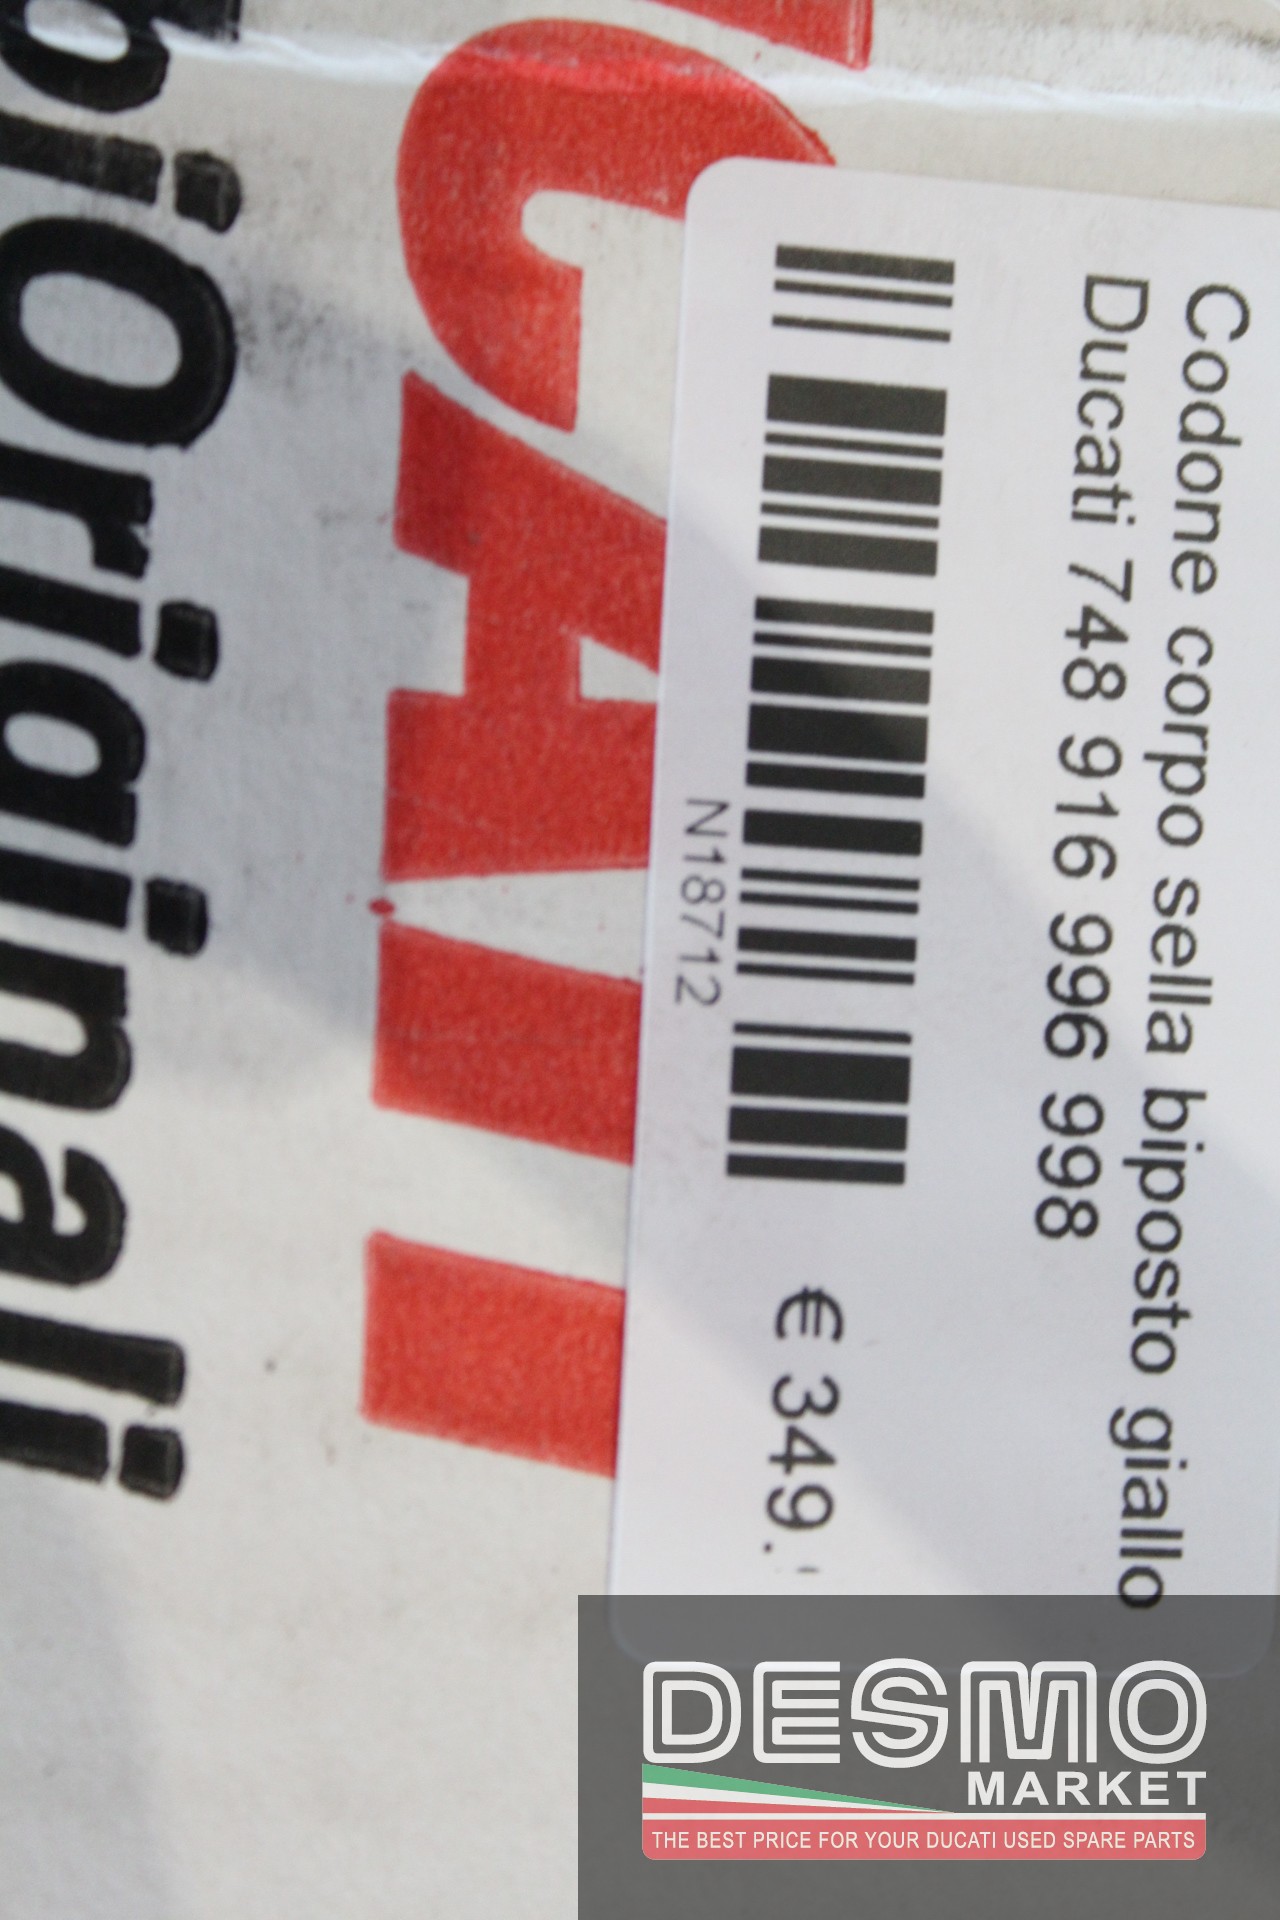 Codone corpo sella biposto giallo
Ducati 748 916 996 998
N18712
€ 349.
CATI
Originali
DESMO
MARKET
THE BEST PRICE FOR YOUR DUCATI USED SPARE PARTS